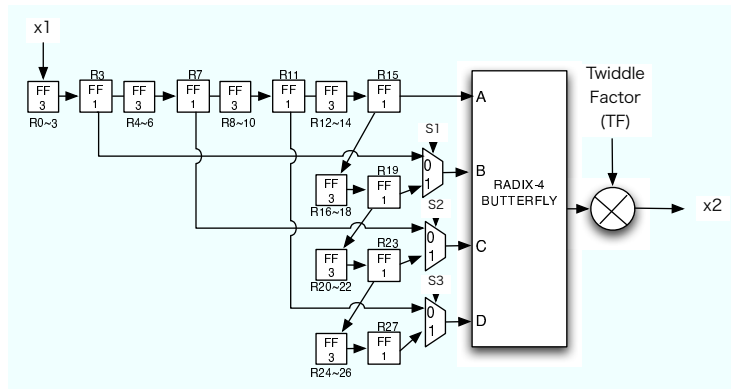 x1
R3
R7
R11
R15
FF 3
FF 1
FF 3
FF 1
FF 3
FF 1
FF 3
FF 1
R0~3
R4~6
R8~10
R12~14
A
Twiddle
Factor
(TF)
S1
0
1
B
R19
FF 3
FF 1
R16~18
RADIX-4
BUTTERFLY
x2
S2
0
1
C
R23
FF 3
FF 1
R20~22
S3
0
1
D
R27
FF 3
FF 1
R24~26